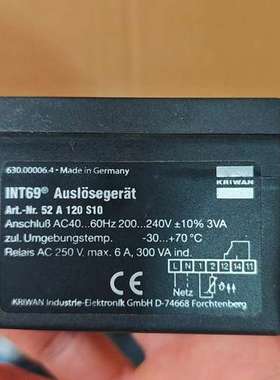 630.00006.4 - Made in Germany
KRIWAN
INT69® Auslösegerät
Art.-Nr. 52 A 120 S10
Anschluß AC40...60Hz 200...240V ±10% 3VA
zul. Umgebungstemp. -30...+70 °C
Relais AC 250 V, max. 6 A, 300 VA ind.
L N 1 2 12 14 11
Netz
CE
KRIWAN Industrie-Elektronik GmbH D-74668 Forchtenberg